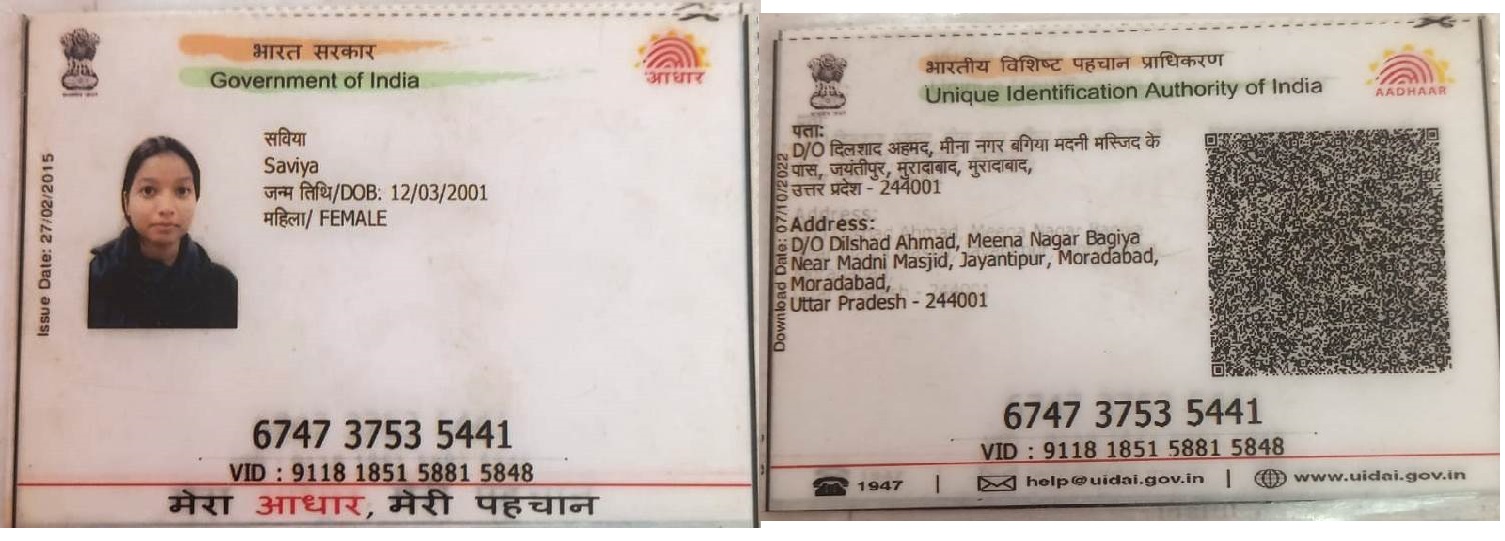 भारत सरकार
Government of India
आधार
Issue Date: 27/02/2015
सविया
Saviya
जन्म तिथि/DOB: 12/03/2001
महिला/ FEMALE
6747 3753 5441
VID : 9118 1851 5881 5848
मेरा आधार, मेरी पहचान
भारतीय विशिष्ट पहचान प्राधिकरण
Unique Identification Authority of India
AADHAAR
Download Date: 07/10/2022
पता:
D/O दिलशाद अहमद, मीना नगर बगिया मदनी मस्जिद के
पास, जयंतीपुर, मुरादाबाद, मुरादाबाद,
उत्तर प्रदेश - 244001
Address:
D/O Dilshad Ahmad, Meena Nagar Bagiya
Near Madni Masjid, Jayantipur, Moradabad,
Moradabad,
Uttar Pradesh - 244001
6747 3753 5441
VID : 9118 1851 5881 5848
1947 | help@uidai.gov.in | www.uidai.gov.in